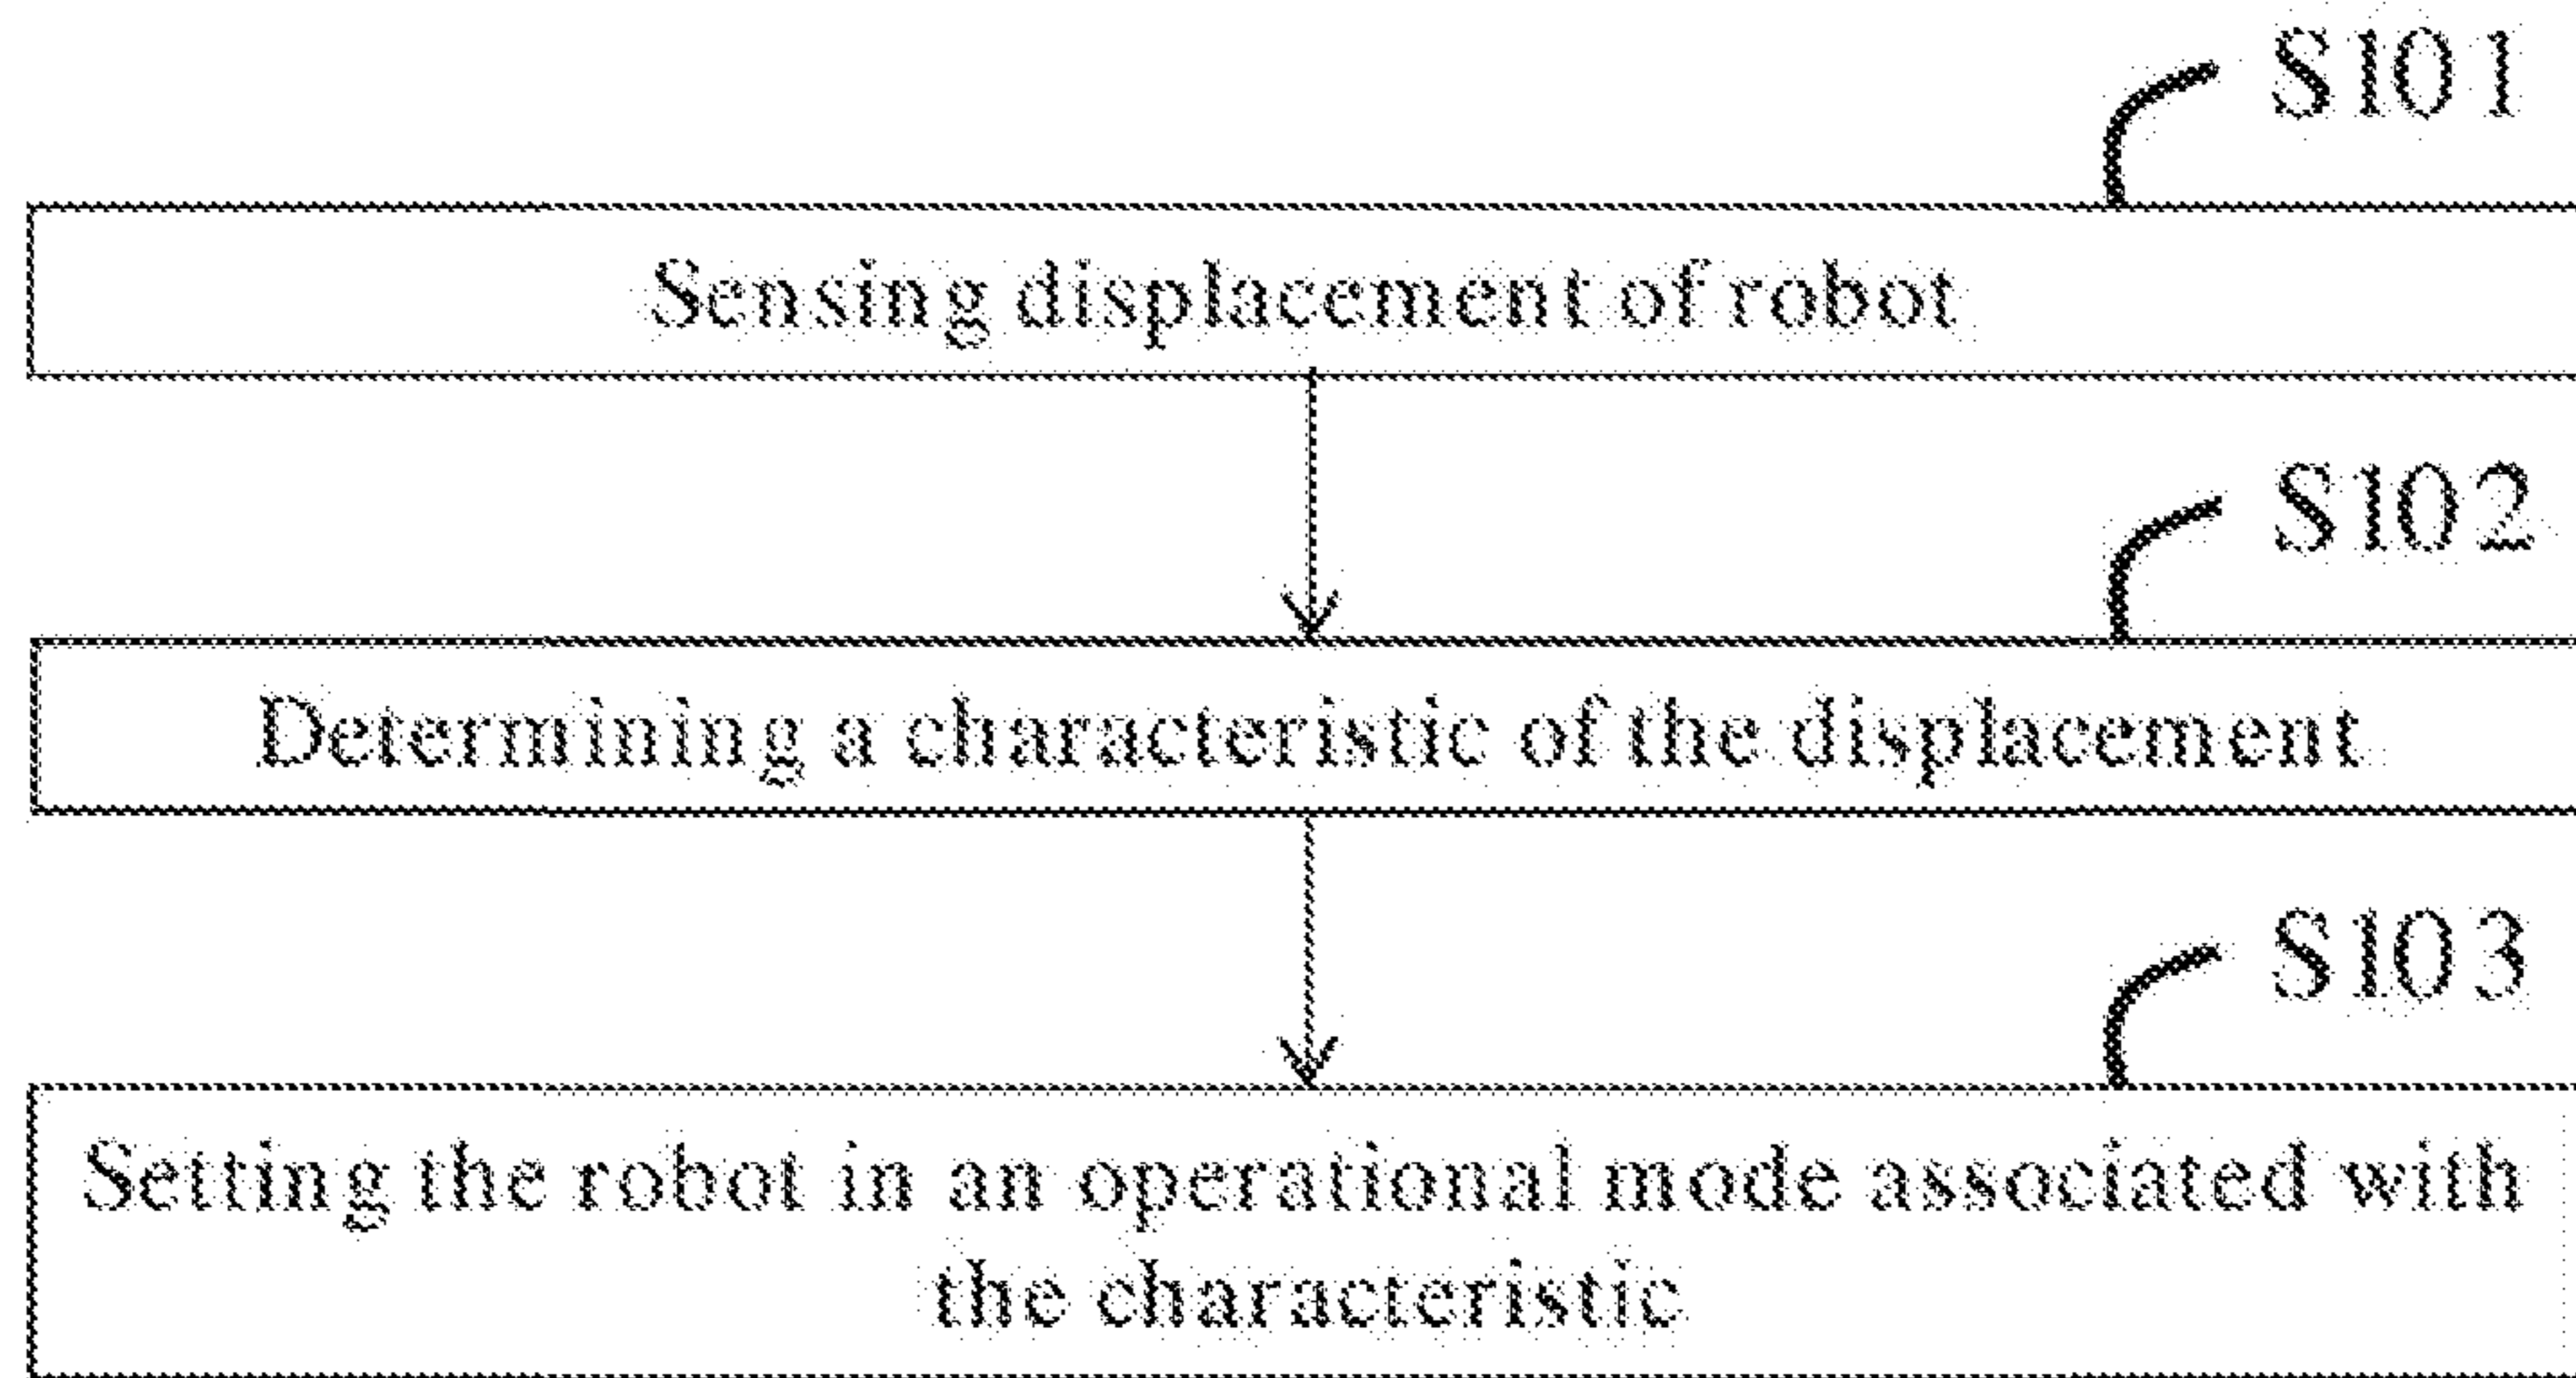 S101
Sensing displacement of robot
S102
Determining a characteristic of the displacement
S103
Setting the robot in an operational mode associated with
the characteristic